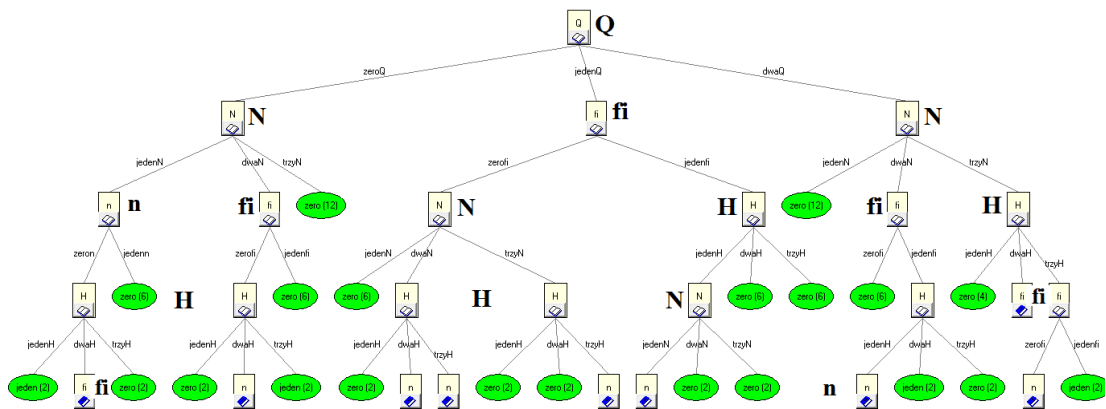 Q Q
zeroQ jedenQ dwaQ
N N fi fi N N
jedenN dwaN trzyN zerofi jedenfi jedenN dwaN trzyN
n n fi fi zero (12) N N H H zero (12) fi fi H H
zeron jedenn zerofi jedenfi jedenN dwaN trzyN jedenH dwaH trzyH zerofi jedenfi jedenH dwaH trzyH
H zero (6) H H zero (6) zero (6) H H H N N zero (6) zero (6) zero (6) H zero (4) fi fi fi
jedenH dwaH trzyH jedenH dwaH trzyH jedenH dwaH trzyH jedenH dwaH trzyH jedenN dwaN trzyN jedenH dwaH trzyH zerofi jedenfi
jeden (2) fi fi zero (2) zero (2) n jeden (2) zero (2) n n zero (2) zero (2) n n zero (2) zero (2) n n jeden (2) zero (2) n jeden (2)